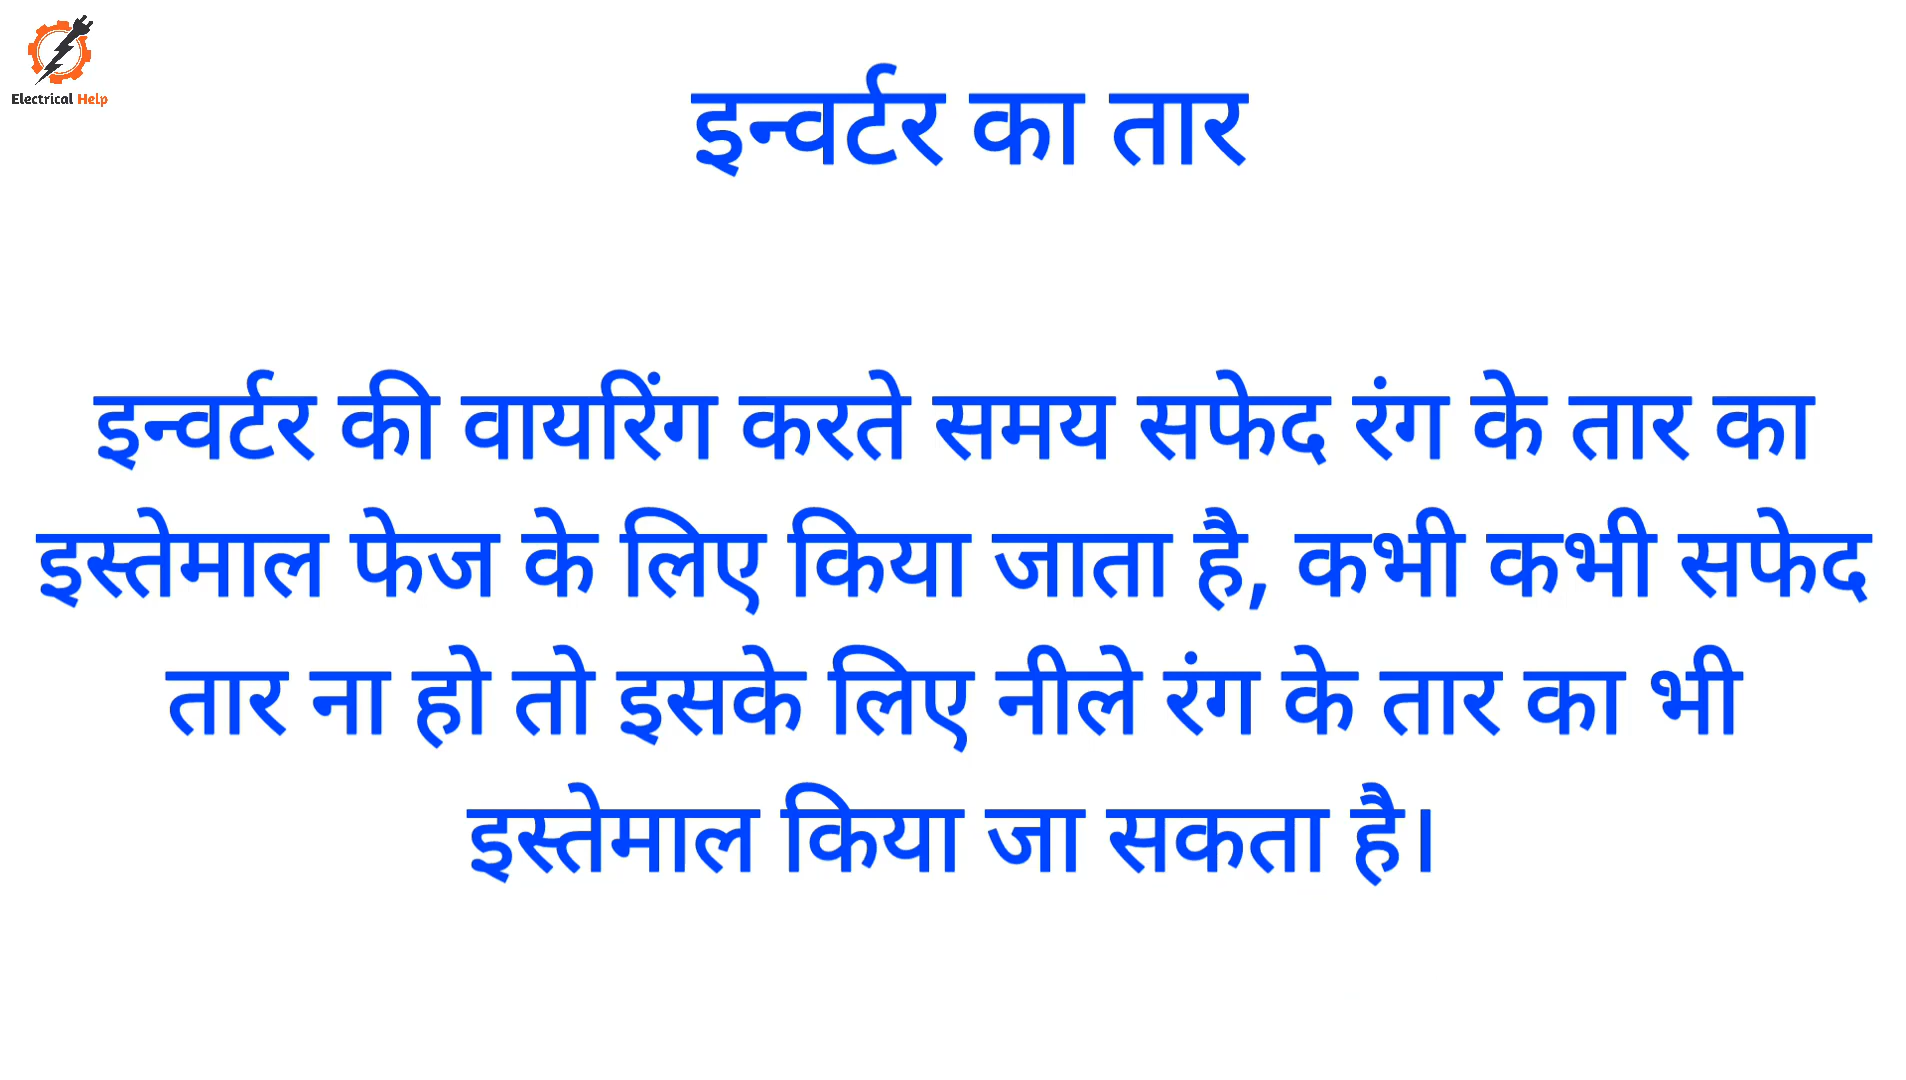 Electrical Help
इन्वर्टर का तार
इन्वर्टर की वायरिंग करते समय सफेद रंग के तार का
इस्तेमाल फेज के लिए किया जाता है, कभी कभी सफेद
तार ना हो तो इसके लिए नीले रंग के तार का भी
इस्तेमाल किया जा सकता है।